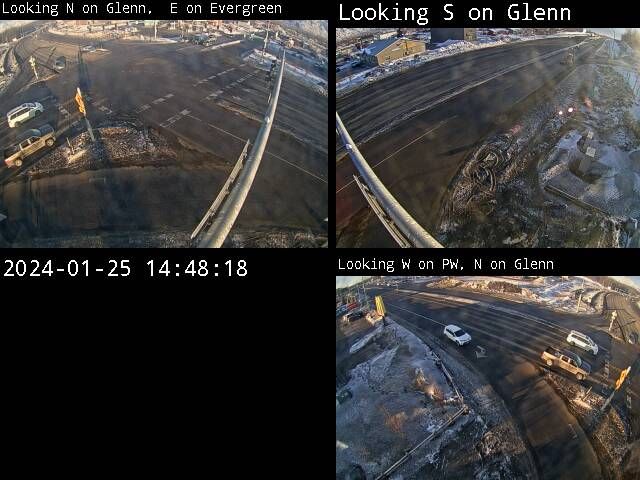 Looking N on Glenn,  E on Evergreen
Looking S on Glenn
2024-01-25 14:48:18
Looking W on PW, N on Glenn